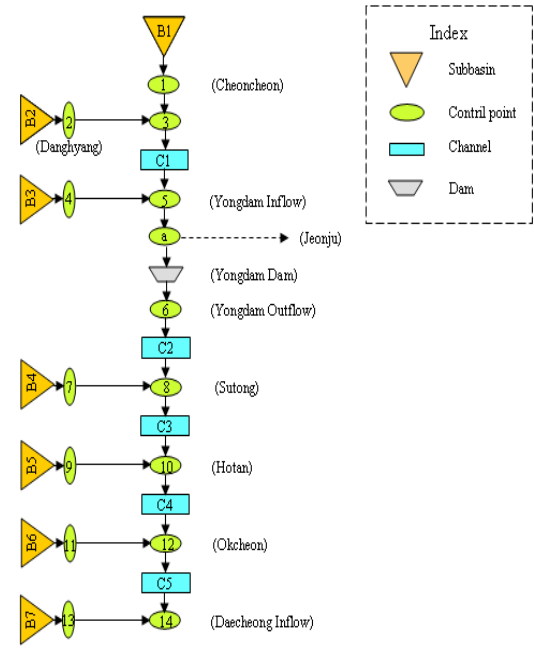 B1
Index
Subbasin
1
(Cheoncheon)
B2
2
3
Contril point
(Danghyang)
C1
Channel
B3
4
5
(Yongdam Inflow)
Dam
a
(Jeonju)
(Yongdam Dam)
6
(Yongdam Outflow)
C2
B4
7
8
(Sutong)
C3
B5
9
10
(Hotan)
C4
B6
11
12
(Okcheon)
C5
B7
13
14
(Daecheong Inflow)